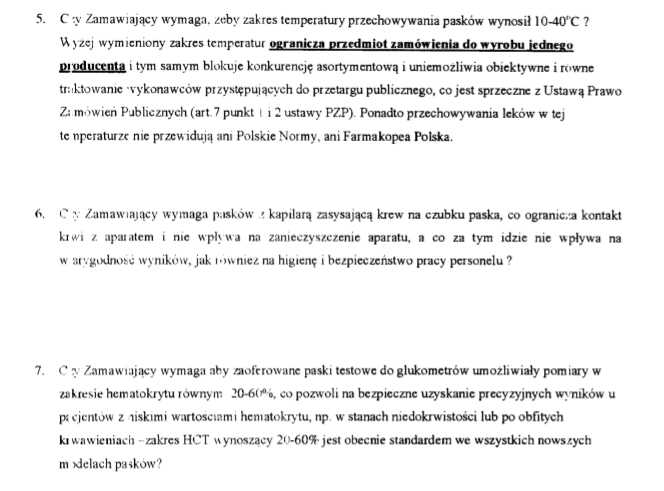 5. Czy Zamawiający wymaga, żeby zakres temperatury przechowywania pasków wynosił 10-40°C ?
Wyżej wymieniony zakres temperatur ogranicza przedmiot zamówienia do wyrobu jednego
producenta i tym samym blokuje konkurencję asortymentową i uniemożliwia obiektywne i równe
traktowanie wykonawców przystępujących do przetargu publicznego, co jest sprzeczne z Ustawą Prawo
Zamówień Publicznych (art.7 punkt 1 i 2 ustawy PZP). Ponadto przechowywania leków w tej
temperaturze nie przewidują ani Polskie Normy, ani Farmakopea Polska.
6. Czy Zamawiający wymaga pasków z kapilarą zasysającą krew na czubku paska, co ogranicza kontakt
krwi z aparatem i nie wpływa na zanieczyszczenie aparatu, a co za tym idzie nie wpływa na
wiarygodność wyników, jak również na higienę i bezpieczeństwo pracy personelu ?
7. Czy Zamawiający wymaga aby zaoferowane paski testowe do glukometrów umożliwiały pomiary w
zakresie hematokrytu równym 20-60%, co pozwoli na bezpieczne uzyskanie precyzyjnych wyników u
pacjentów z niskimi wartościami hematokrytu, np. w stanach niedokrwistości lub po obfitych
krwawieniach –zakres HCT wynoszący 20-60% jest obecnie standardem we wszystkich nowszych
modelach pasków?